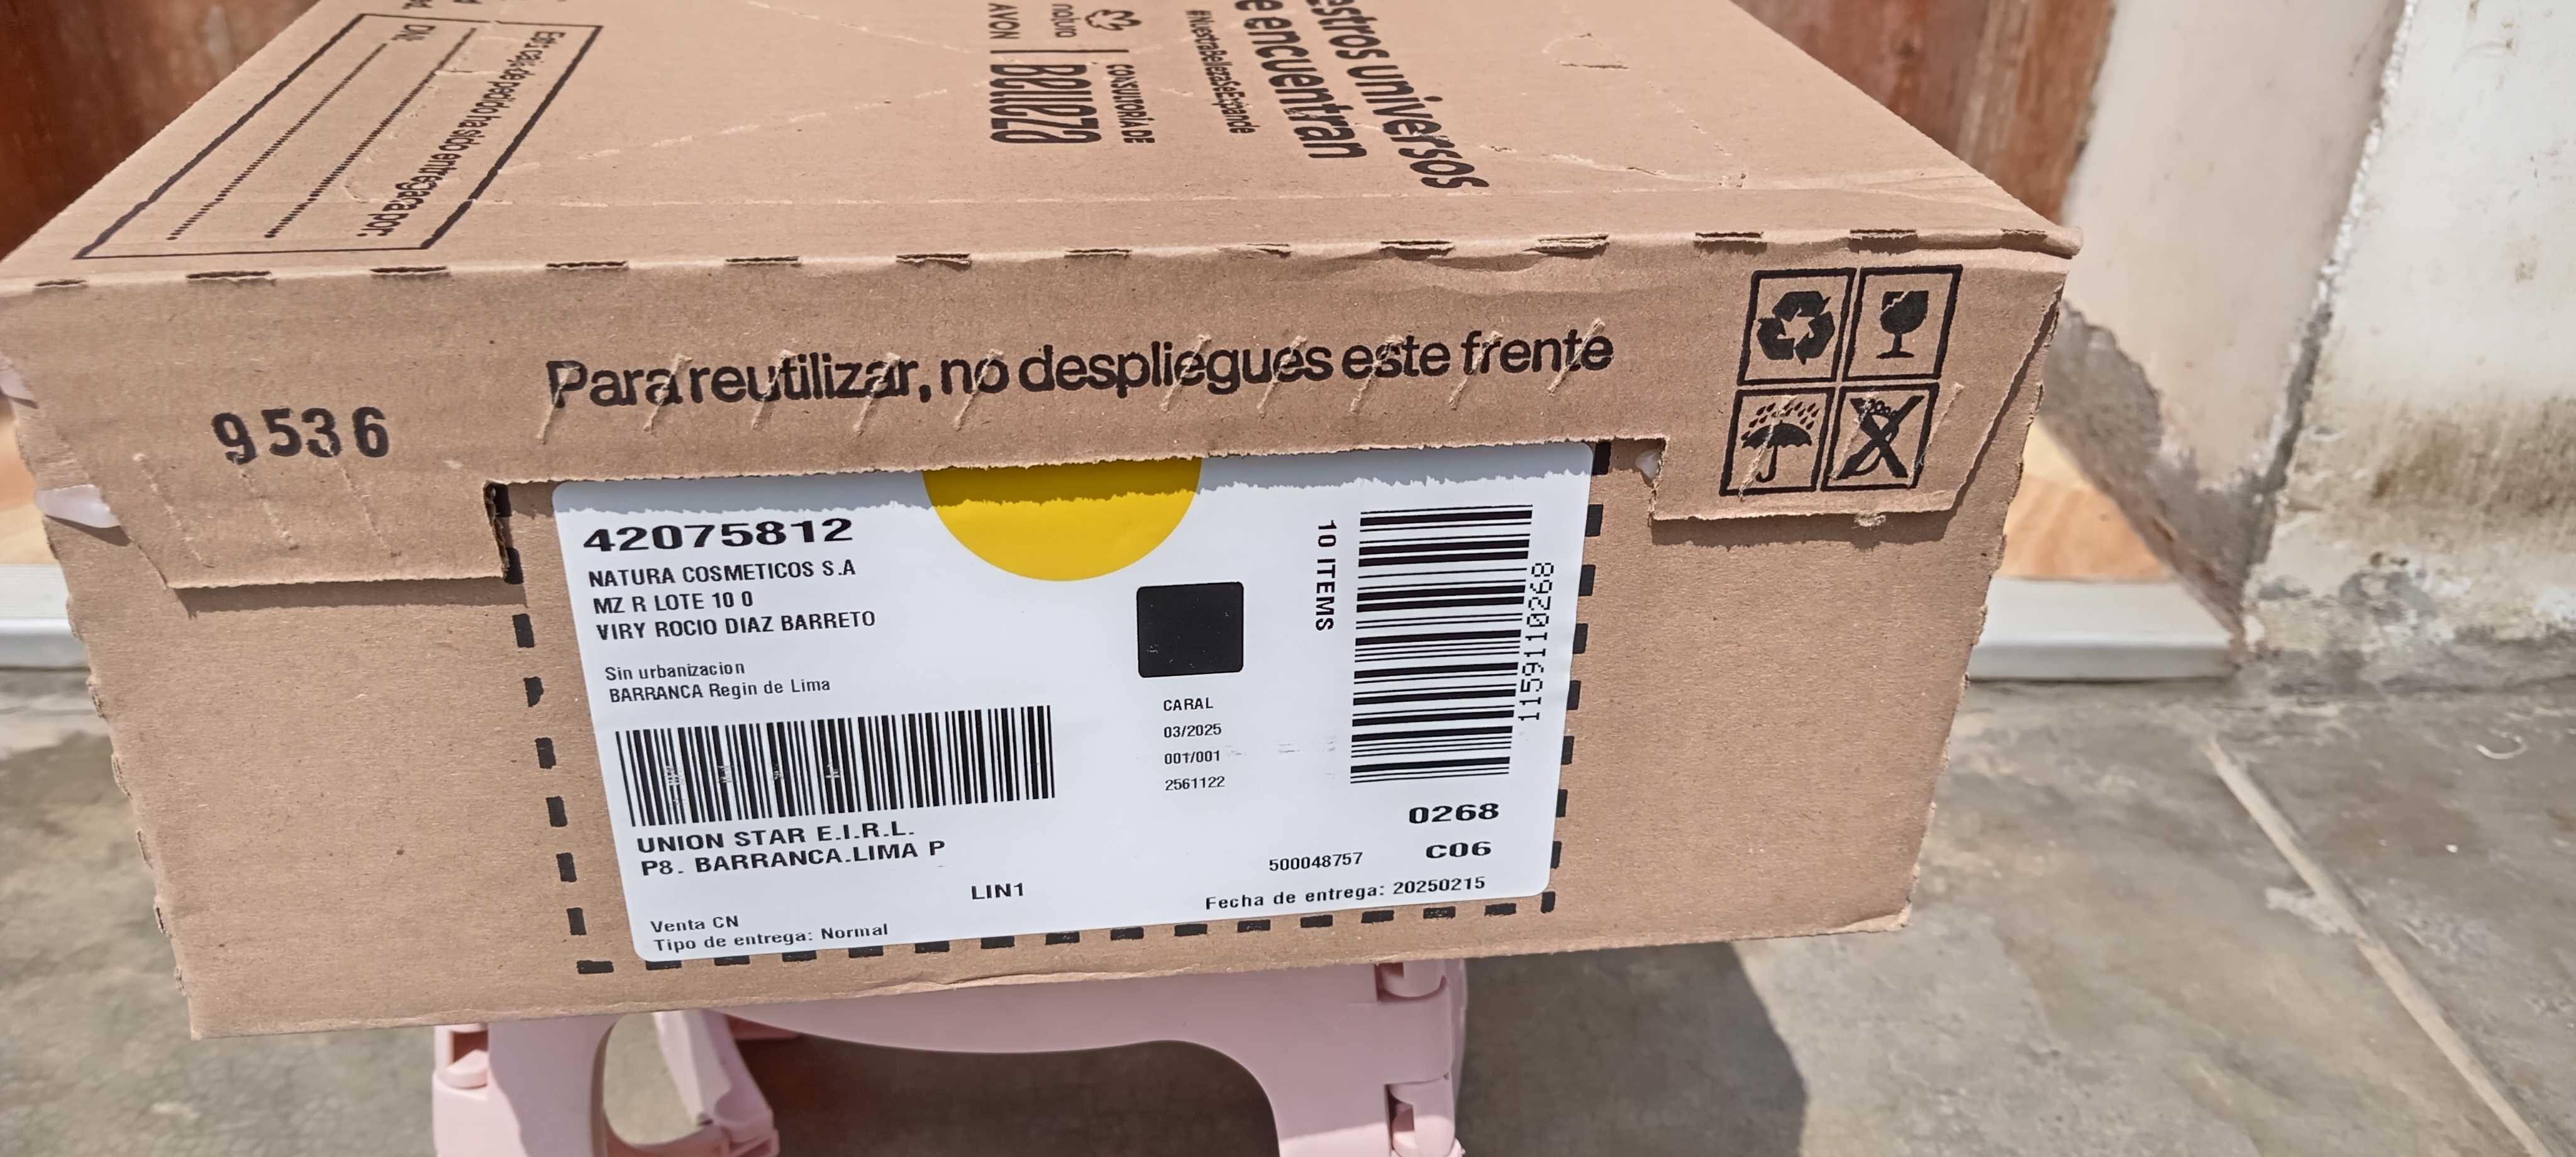 Esta caja de pedido ha sido entregaca por:
DNI:
natura
AVON
CONSULTORÍA DE
BELLEZA
estros universos
e encuentran
#NuestraBellezaSeExpande
Para reutilizar, no despliegues este frente
9536
42075812
NATURA COSMETICOS S.A
MZ R LOTE 10 0
VIRY ROCIO DIAZ BARRETO
Sin urbanizacion
BARRANCA Regin de Lima
UNION STAR E.I.R.L.
P8. BARRANCA.LIMA P
LIN1
Venta CN
Tipo de entrega: Normal
CARAL
03/2025
001/001
2561122
10 ITEMS
1159110268
0268
C06
500048757
Fecha de entrega: 20250215